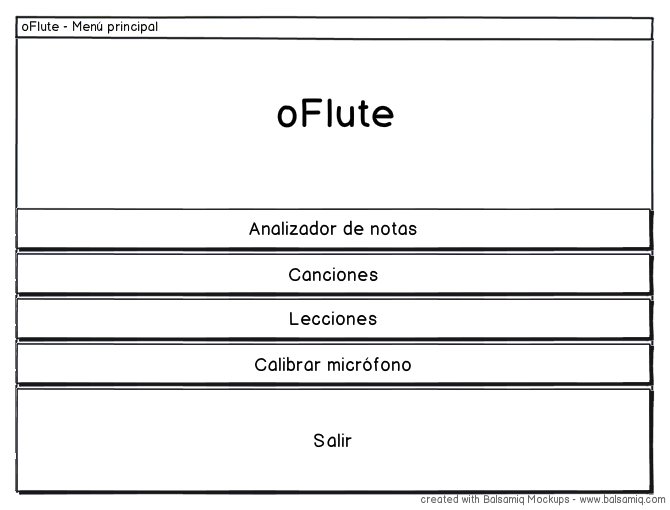 oFlute - Menú principal
oFlute
Analizador de notas
Canciones
Lecciones
Calibrar micrófono
Salir
created with Balsamiq Mockups - www.balsamiq.com